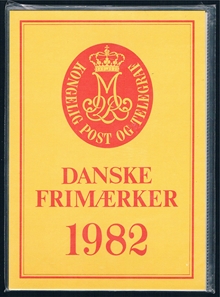 KONGELIG POST OG TELEGRAF
DANSKE
FRIMÆRKER
1982